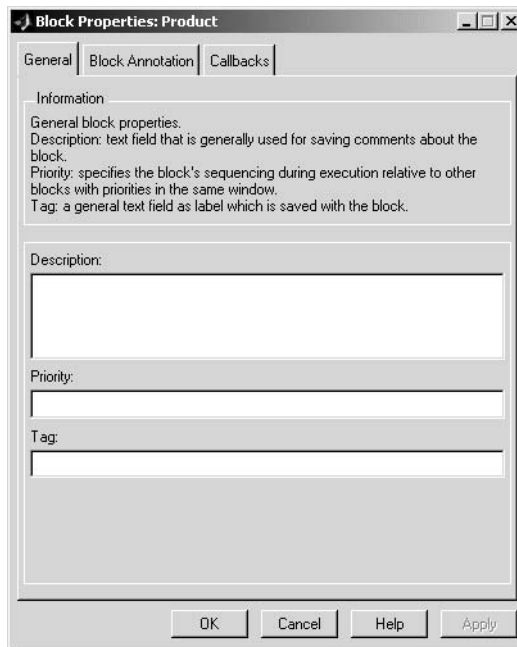 Block Properties: Product
General Block Annotation Callbacks
Information
General block properties.
Description: text field that is generally used for saving comments about the
block.
Priority: specifies the block's sequencing during execution relative to other
blocks with priorities in the same window.
Tag: a general text field as label which is saved with the block.
Description:
Priority:
Tag:
OK Cancel Help Apply